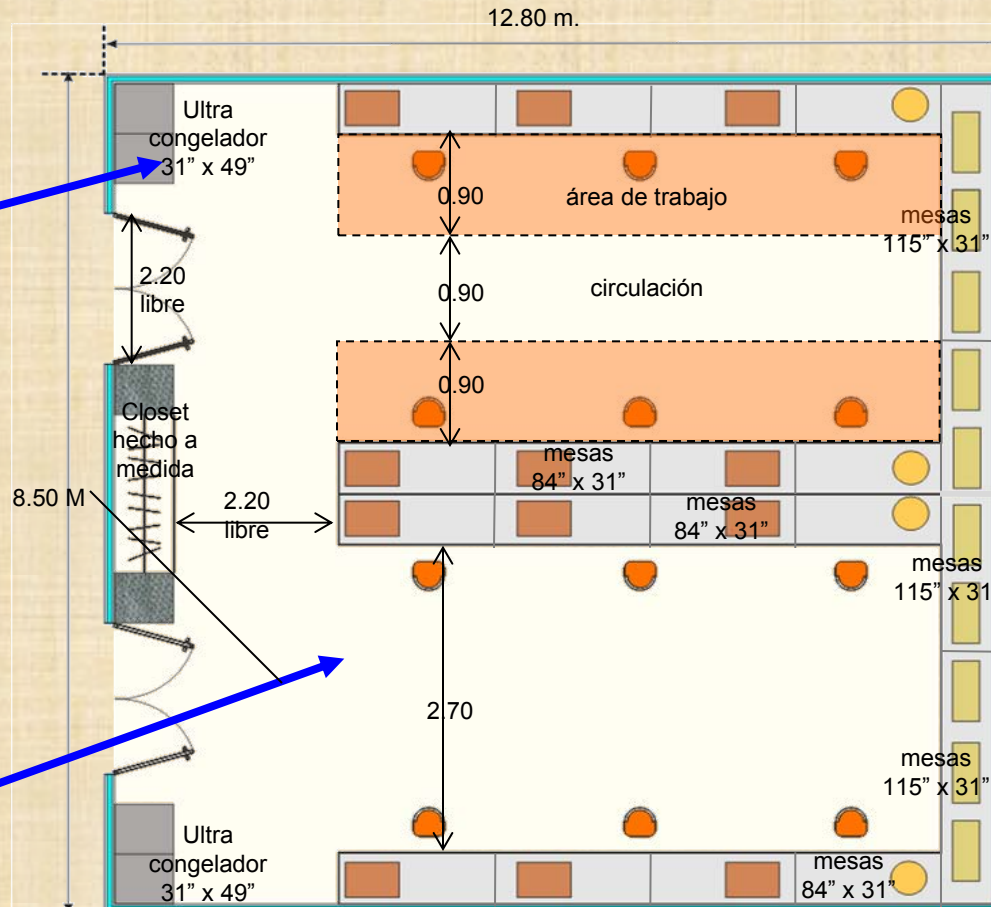 12.80 m.
Ultra
congelador
31” x 49”
0.90
área de trabajo
mesas
115” x 31”
2.20
libre
0.90
circulación
0.90
Closet
hecho a
medida
mesas
84” x 31”
8.50 M
2.20
libre
mesas
84” x 31”
mesas
115” x 31
2.70
mesas
115” x 31”
Ultra
congelador
31” x 49”
mesas
84” x 31”